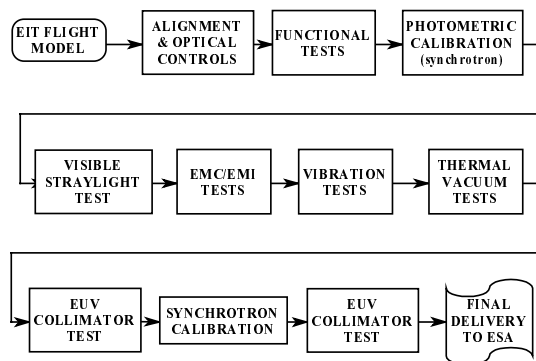 EIT FLIGHT
MODEL
ALIGNMENT
& OPTICAL
CONTROLS
FUNCTIONAL
TESTS
PHOTOMETRIC
CALIBRATION
(synchrotron)
VISIBLE
STRAYLIGHT
TEST
EMC/EMI
TESTS
VIBRATION
TESTS
THERMAL
VACUUM
TESTS
EUV
COLLIMATOR
TEST
SYNCHROTRON
CALIBRATION
EUV
COLLIMATOR
TEST
FINAL
DELIVERY
TO ESA